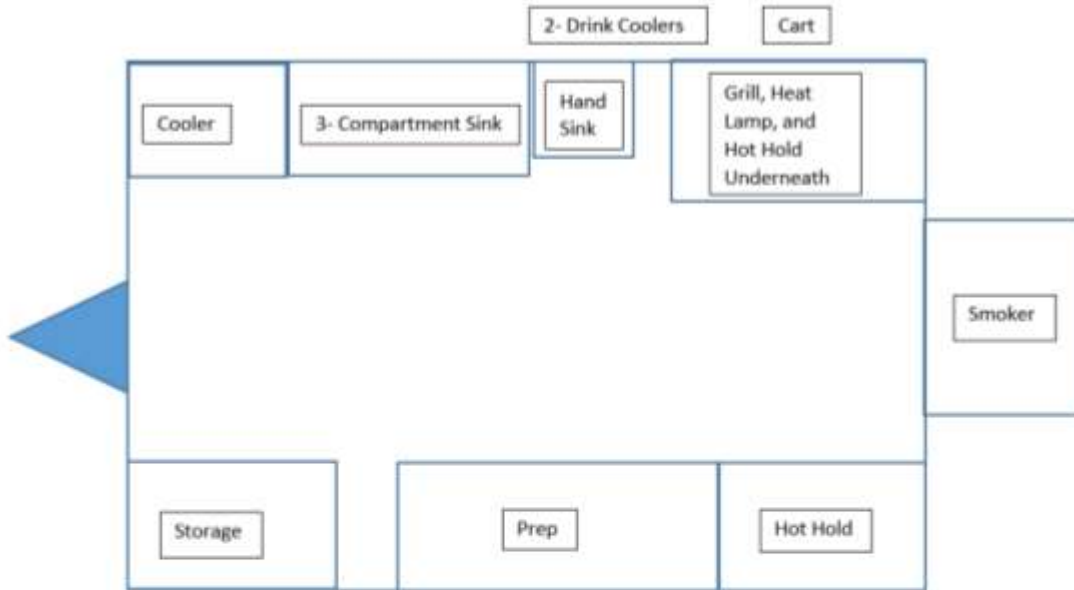 2- Drink Coolers
Cart
Cooler
3- Compartment Sink
Hand
Sink
Grill, Heat
Lamp, and
Hot Hold
Underneath
Smoker
Storage
Prep
Hot Hold